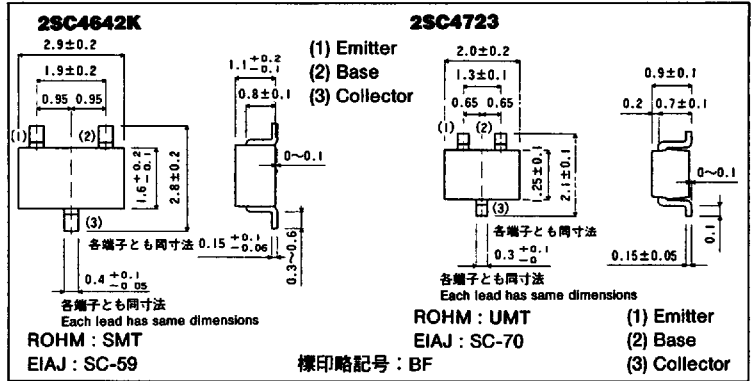 2SC4642K
2.9±0.2
1.9±0.2
0.95 0.95
(1) (2)
(3)
1.6 +0.2 -0.1
2.8±0.2
1.1 +0.2 -0.1
0.8±0.1
0~0.1
各端子とも同寸法 0.15 +0.1 -0.06
0.3~0.6
0.4 +0.1 -0.05
各端子とも同寸法
Each lead has same dimensions
ROHM : SMT
EIAJ : SC-59
(1) Emitter
(2) Base
(3) Collector
2SC4723
2.0±0.2
1.3±0.1
0.65 0.65
(1) (2)
(3)
1.25±0.1
2.1±0.1
0.9±0.1
0.2 0.7±0.1
0~0.1
0.1
各端子とも同寸法
0.15±0.05
0.3 +0.1 -0
各端子とも同寸法
Each lead has same dimensions
ROHM : UMT
EIAJ : SC-70
(1) Emitter
(2) Base
(3) Collector
標印略記号：BF